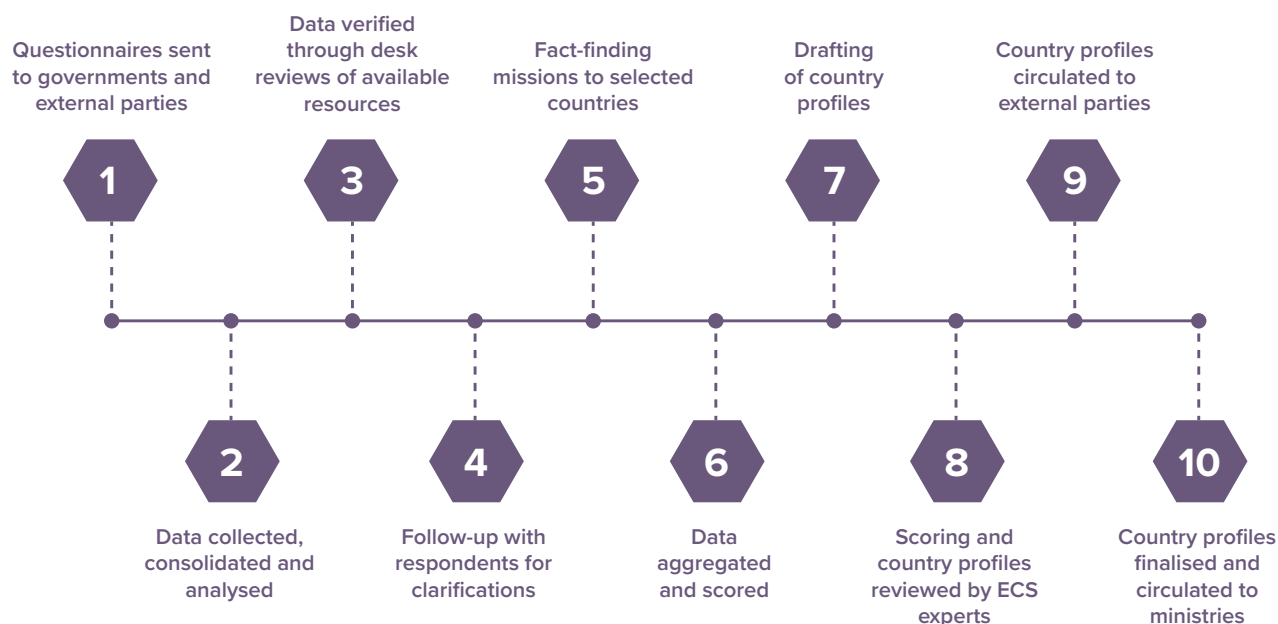 Questionnaires sent
to governments and
external parties
1
2
Data collected,
consolidated and
analysed
Data verified
through desk
reviews of available
resources
3
4
Follow-up with
respondents for
clarifications
Fact-finding
missions to selected
countries
5
6
Data
aggregated
and scored
Drafting
of country
profiles
7
8
Scoring and
country profiles
reviewed by ECS
experts
Country profiles
circulated to
external parties
9
10
Country profiles
finalised and
circulated to
ministries